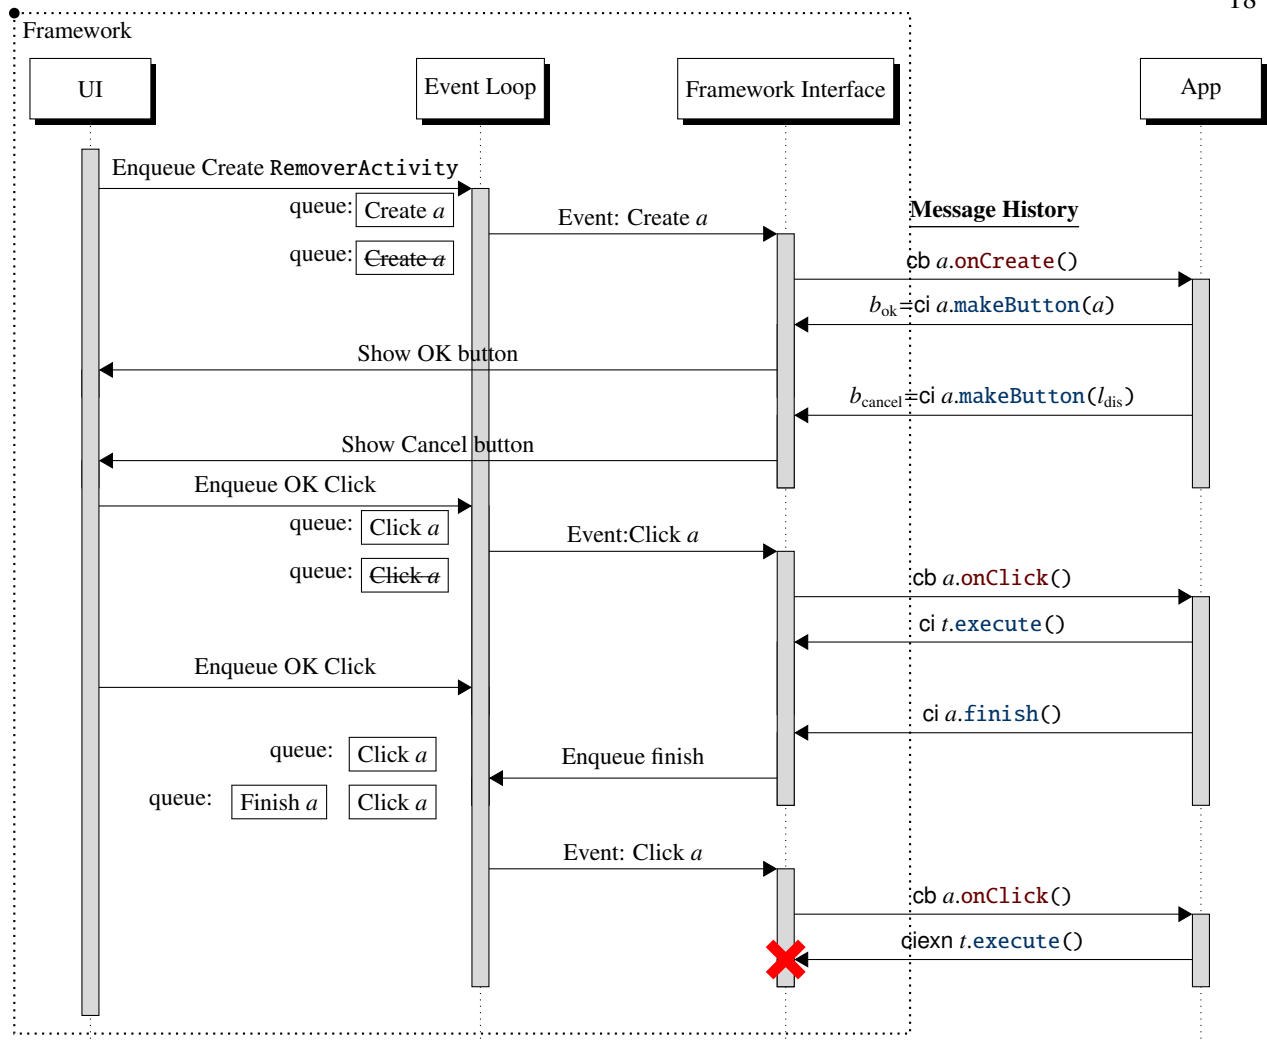 18
Framework
UI
Event Loop
Framework Interface
App
Enqueue Create RemoverActivity
queue: Create a
Event: Create a
Message History
queue: Create a
cb a.onCreate()
b_ok=ci a.makeButton(a)
Show OK button
b_cancel=ci a.makeButton(l_dis)
Show Cancel button
Enqueue OK Click
queue: Click a
Event:Click a
queue: Click a
cb a.onClick()
ci t.execute()
Enqueue OK Click
ci a.finish()
queue: Click a
Enqueue finish
queue: Finish a Click a
Event: Click a
cb a.onClick()
ciexn t.execute()